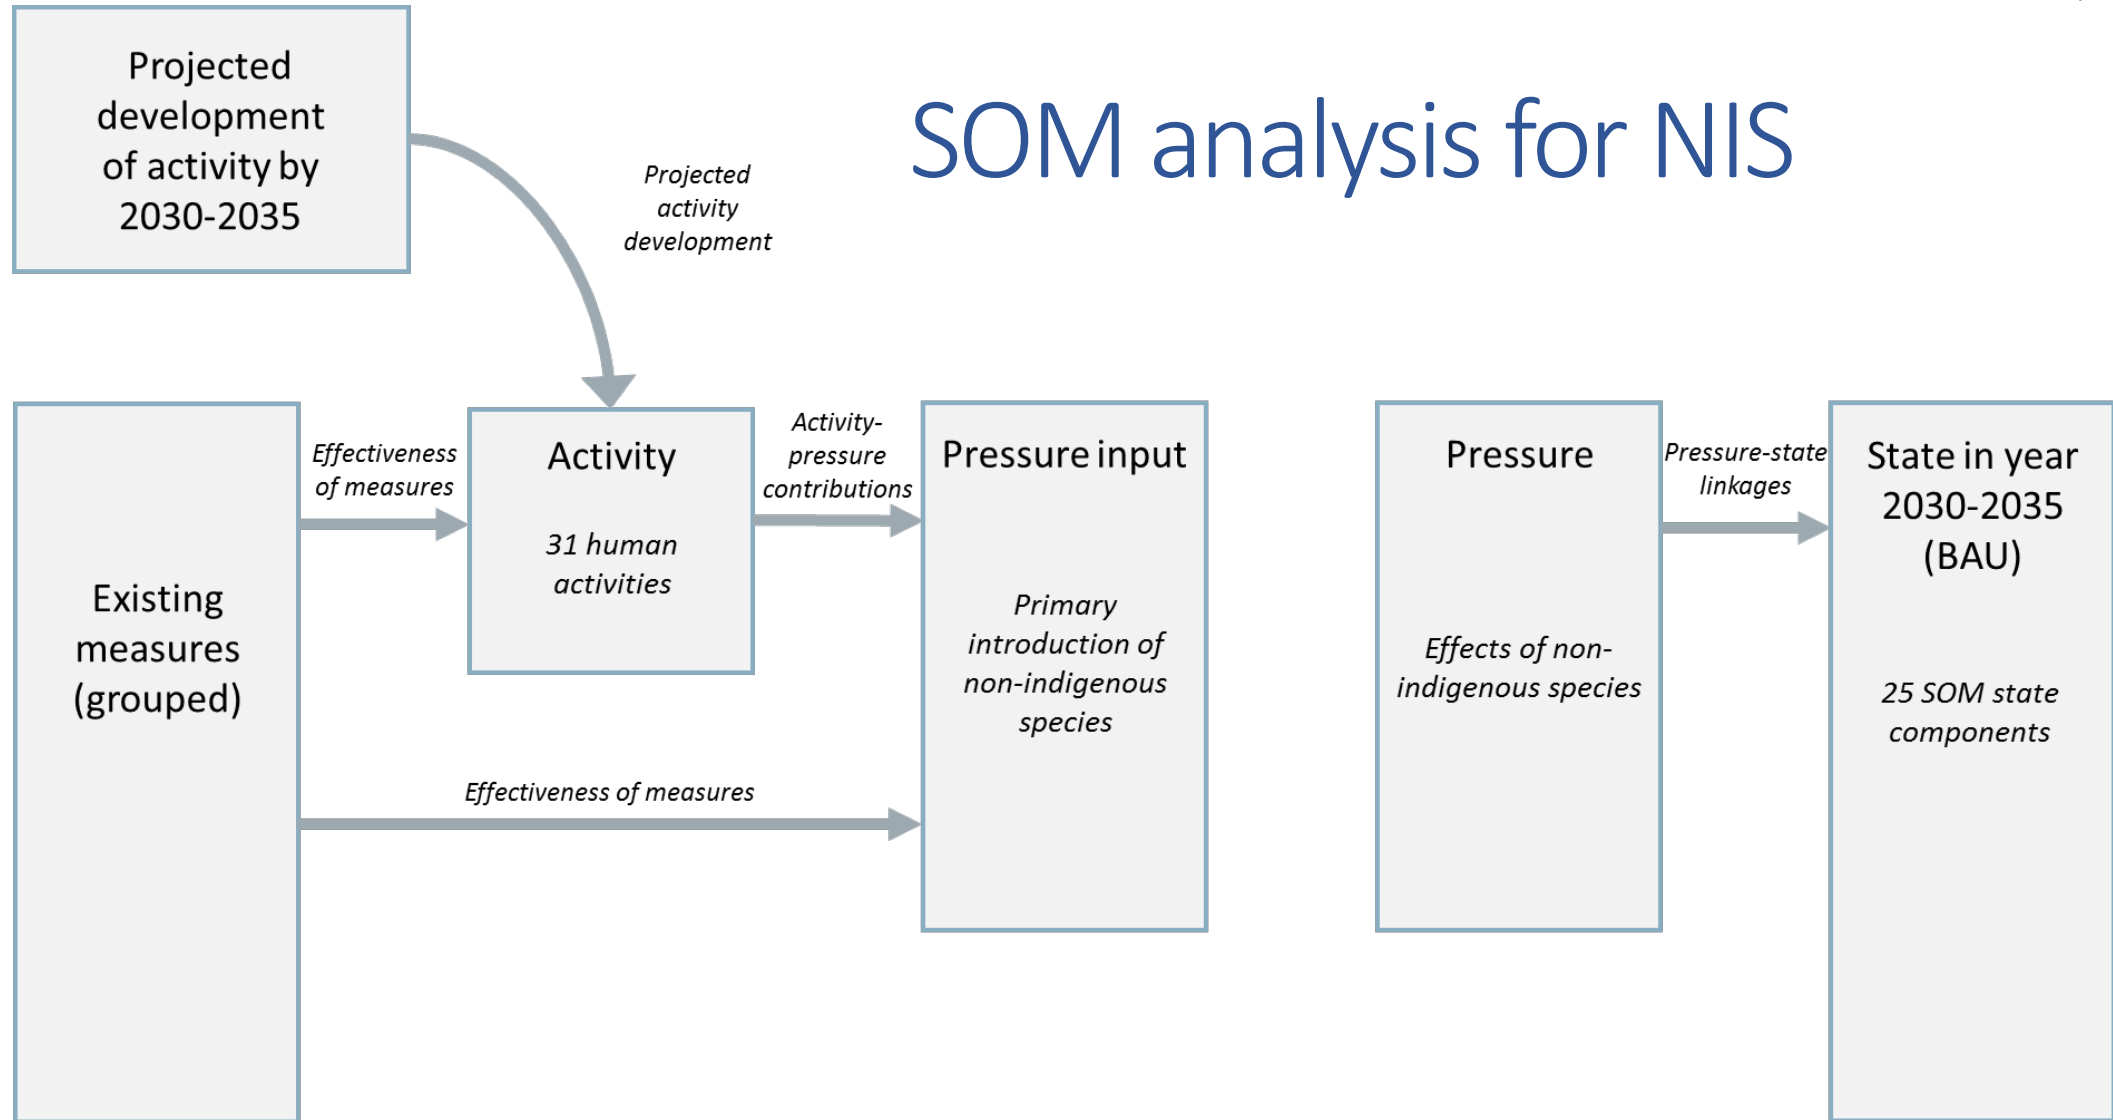 Projected
development
of activity by
2030-2035
SOM analysis for NIS
Projected
activity
development
Existing
measures
(grouped)
Effectiveness
of measures
Activity
31 human
activities
Activity-
pressure
contributions
Pressure input
Primary
introduction of
non-indigenous
species
Effectiveness of measures
Pressure
Effects of non-
indigenous species
Pressure-state
linkages
State in year
2030-2035
(BAU)
25 SOM state
components